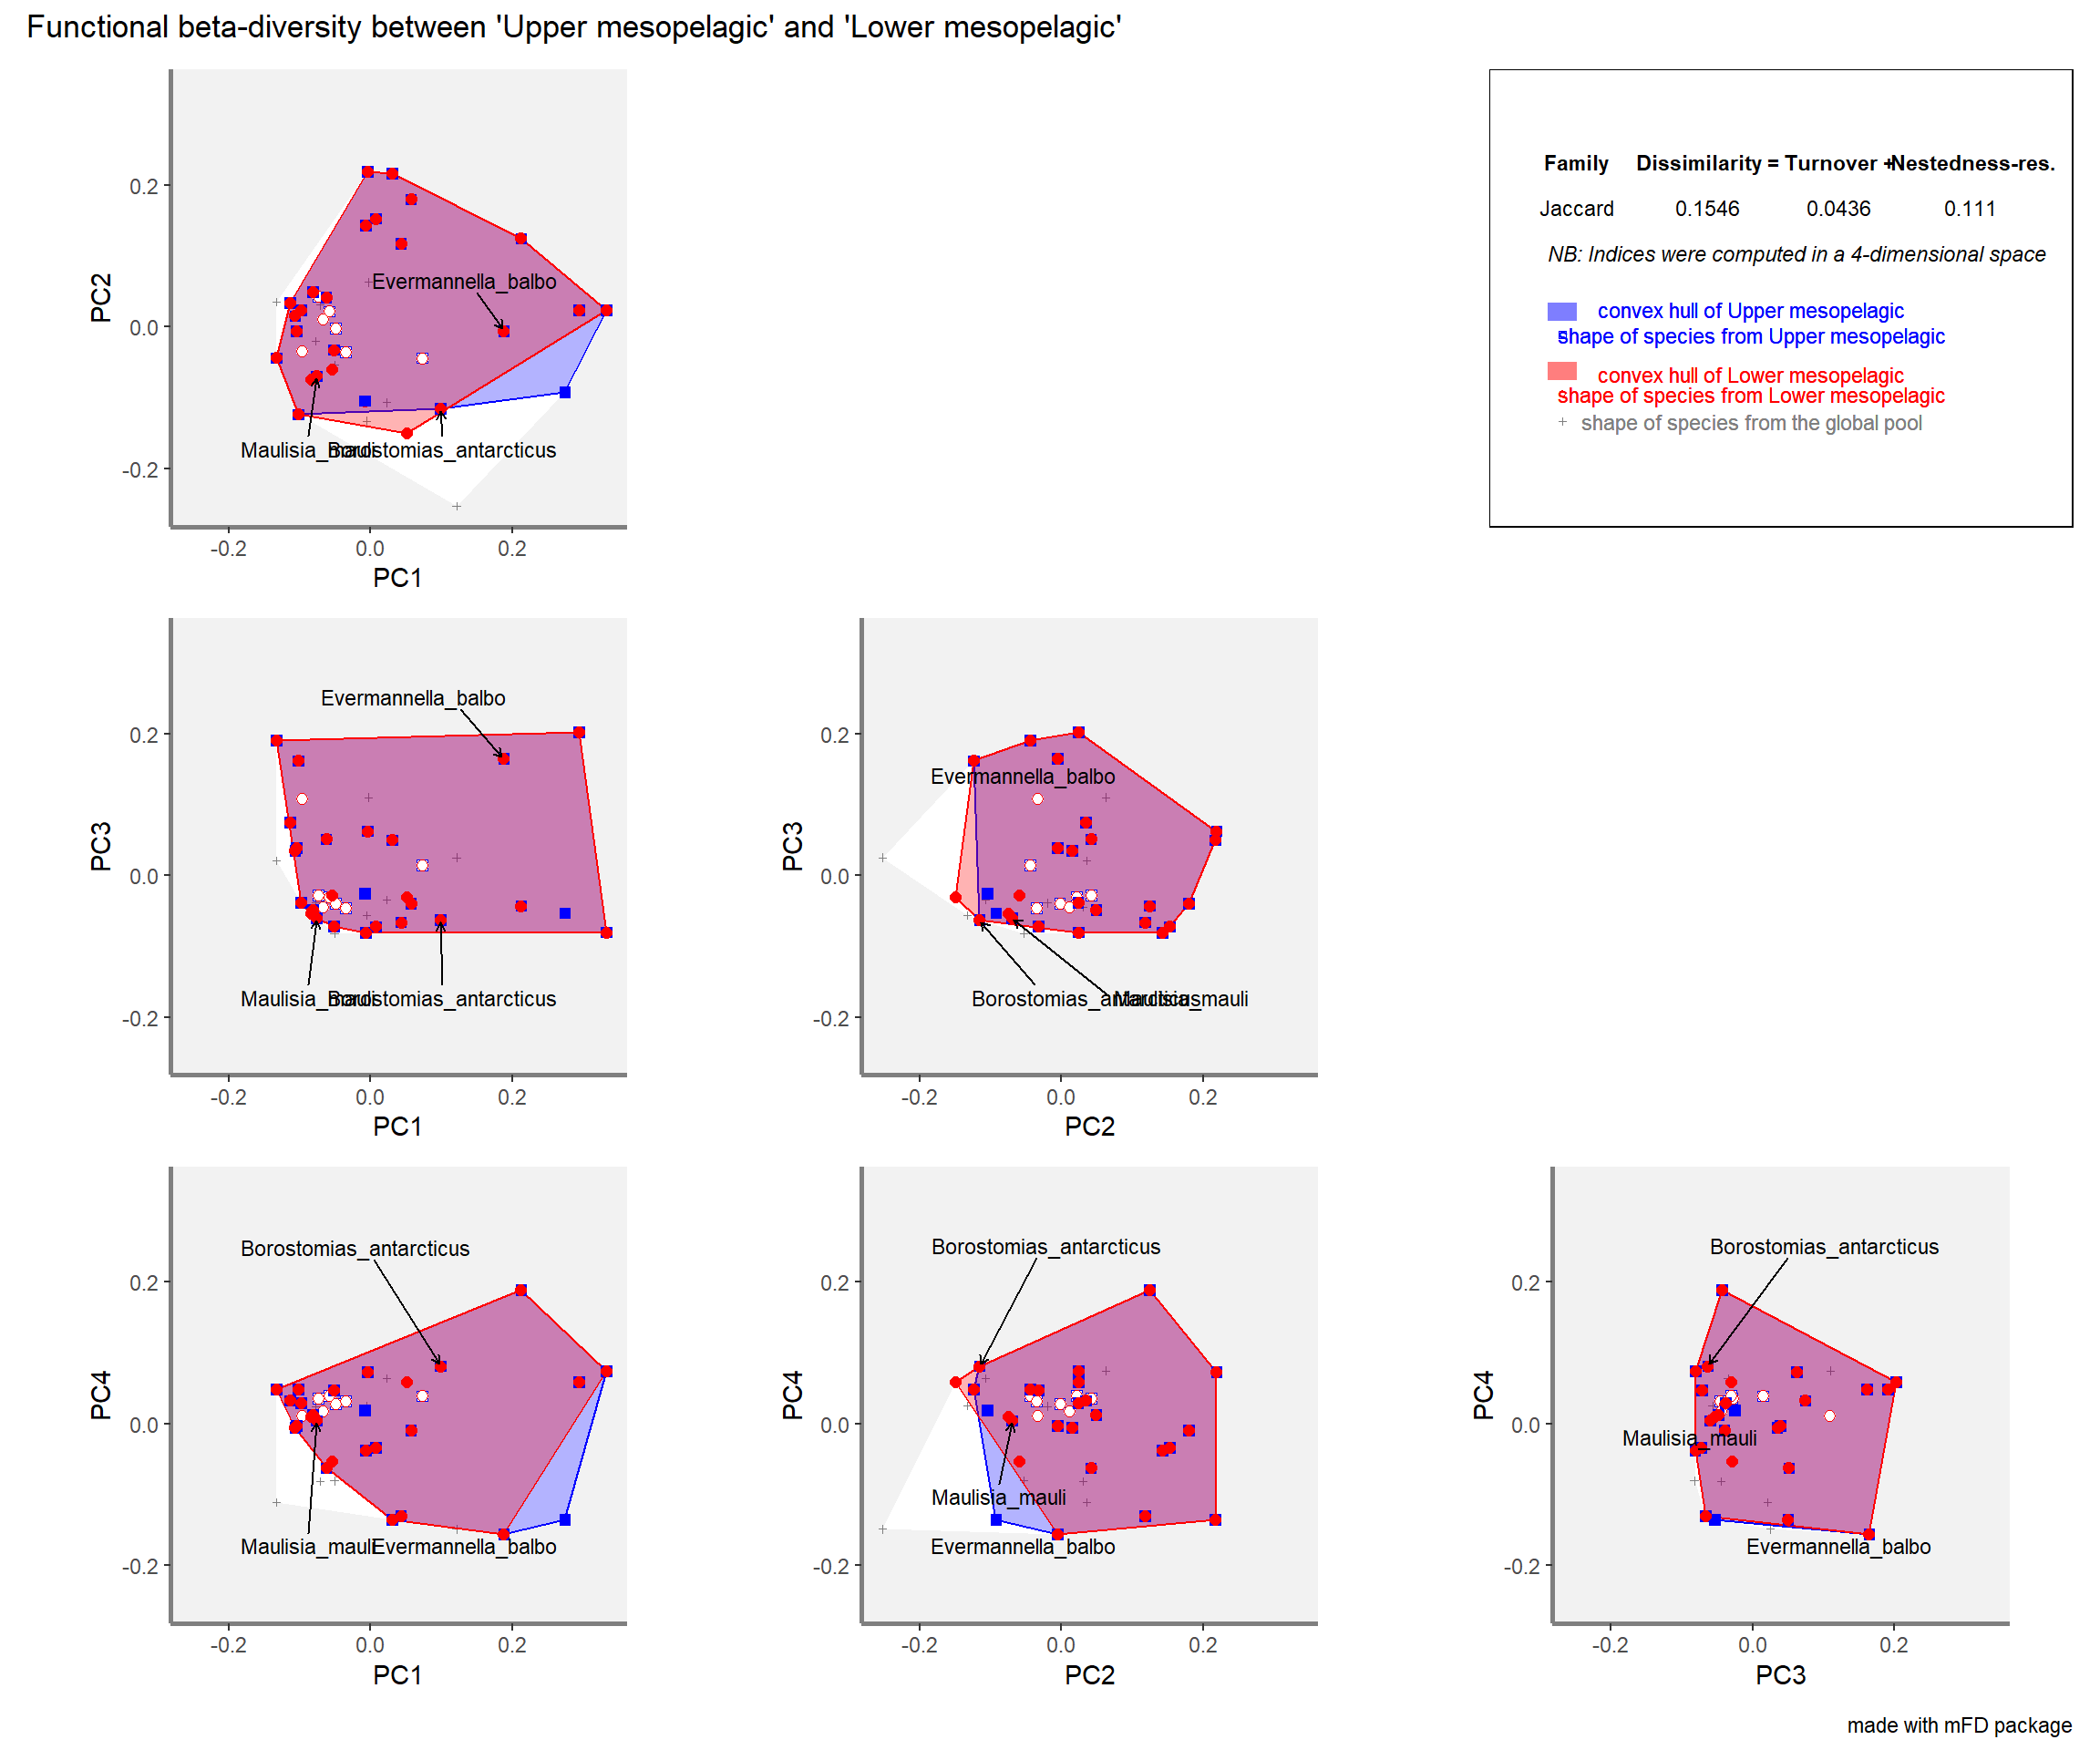 Functional beta-diversity between 'Upper mesopelagic' and 'Lower mesopelagic'
PC2
0.2
0.0
-0.2
Evermannella_balbo
Maulisia_mauli
Borostomias_antarcticus
-0.2 0.0 0.2
PC1
Family Dissimilarity = Turnover + Nestedness-res.
Jaccard 0.1546 0.0436 0.111
NB: Indices were computed in a 4-dimensional space
convex hull of Upper mesopelagic
shape of species from Upper mesopelagic
convex hull of Lower mesopelagic
shape of species from Lower mesopelagic
shape of species from the global pool
PC3
0.2
0.0
-0.2
Evermannella_balbo
Maulisia_mauli
Borostomias_antarcticus
-0.2 0.0 0.2
PC1
PC3
0.2
0.0
-0.2
Evermannella_balbo
Borostomias_antarcticus
Maulisia_mauli
-0.2 0.0 0.2
PC2
PC4
0.2
0.0
-0.2
Borostomias_antarcticus
Maulisia_mauli
Evermannella_balbo
-0.2 0.0 0.2
PC1
PC4
0.2
0.0
-0.2
Borostomias_antarcticus
Maulisia_mauli
Evermannella_balbo
-0.2 0.0 0.2
PC2
PC4
0.2
0.0
-0.2
Borostomias_antarcticus
Maulisia_mauli
Evermannella_balbo
-0.2 0.0 0.2
PC3
made with mFD package